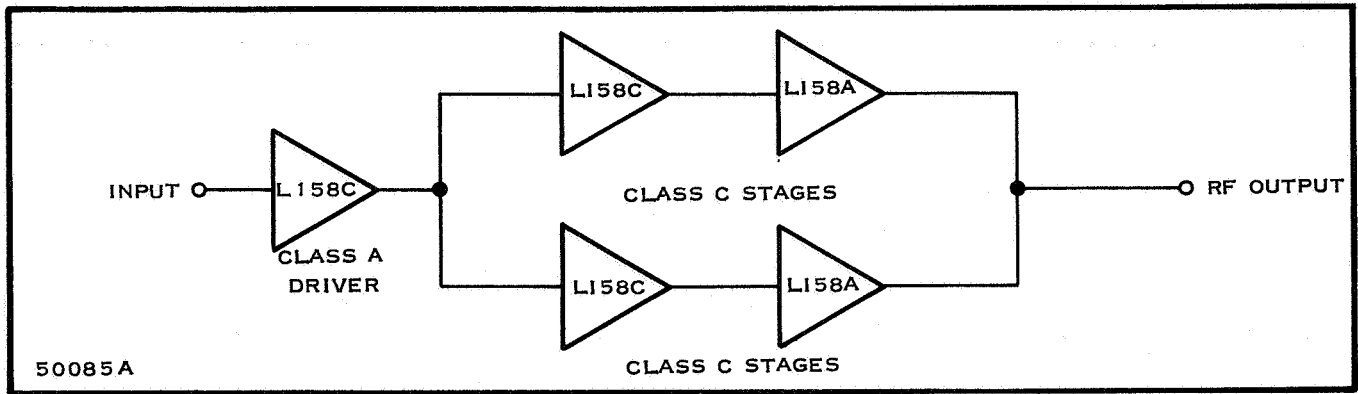 L158C
L158A
INPUT
L158C
CLASS C STAGES
RF OUTPUT
CLASS A
DRIVER
L158C
L158A
50085A
CLASS C STAGES